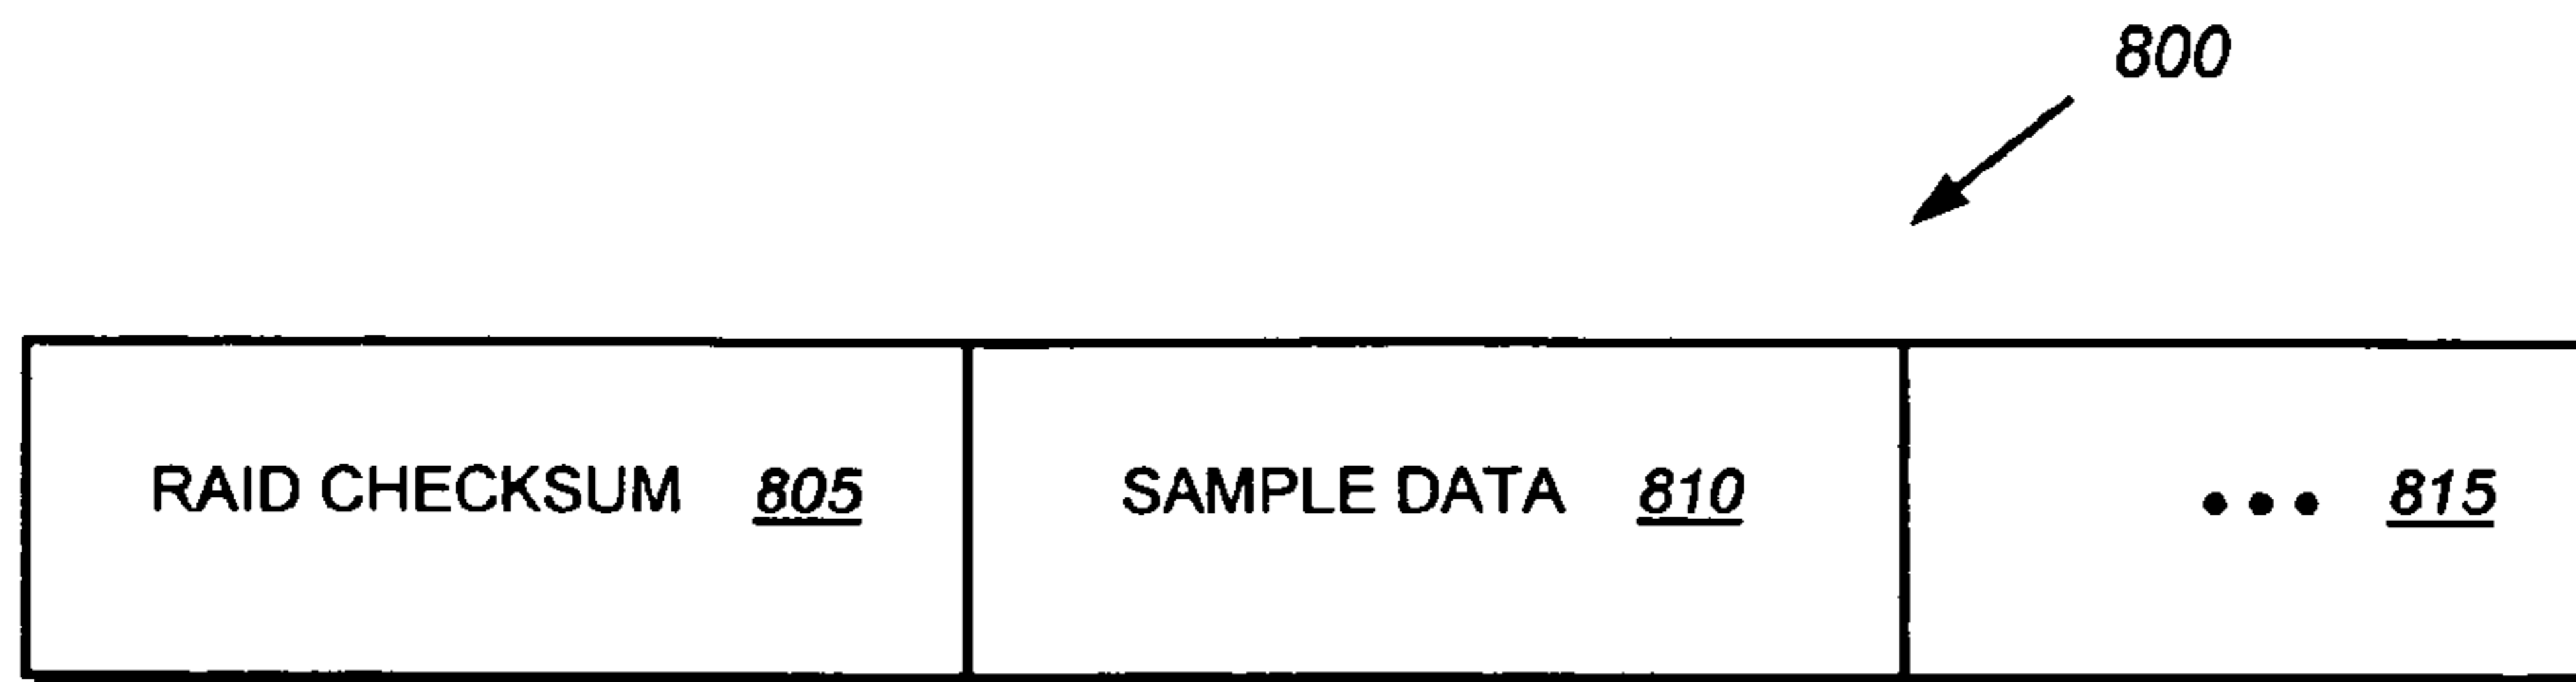 800
RAID CHECKSUM 805 SAMPLE DATA 810 ••• 815